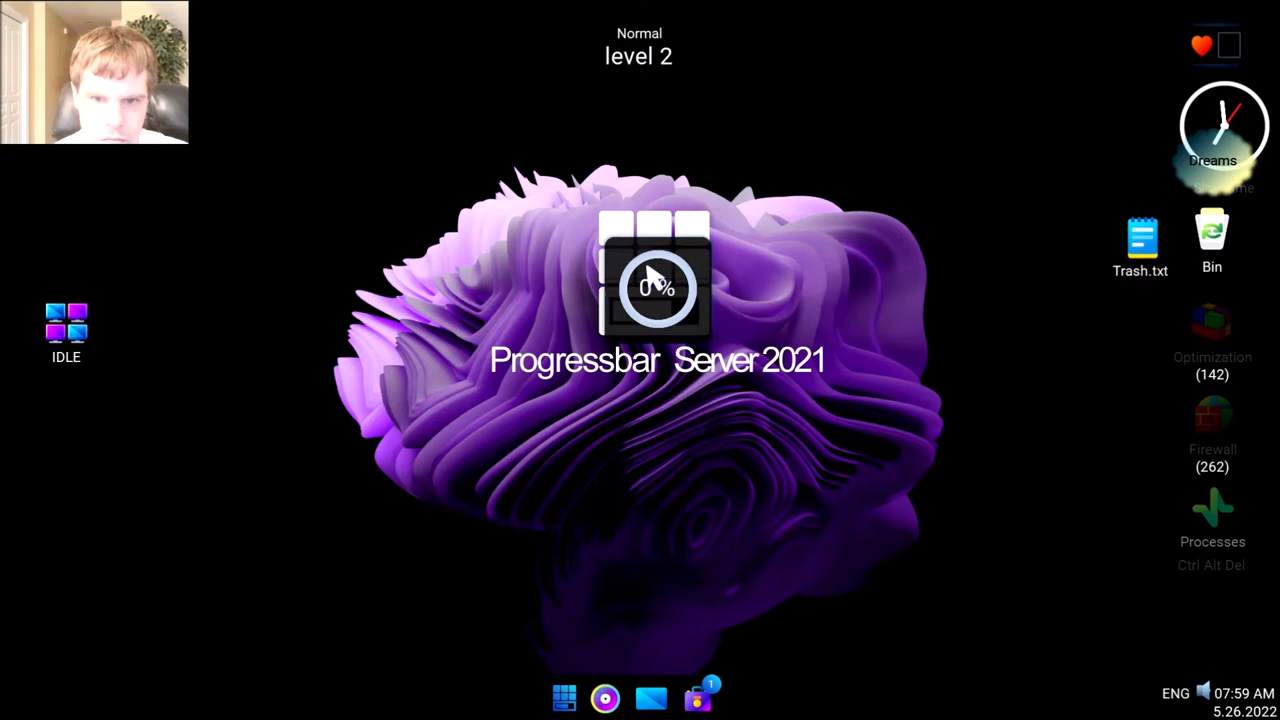 Normal
level 2
Dreams
Trash.txt
Bin
IDLE
0 %
Progressbar Server 2021
Optimization
(142)
Firewall
(262)
Processes
Ctrl Alt Del
1
ENG 07:59 AM
5.26.2022